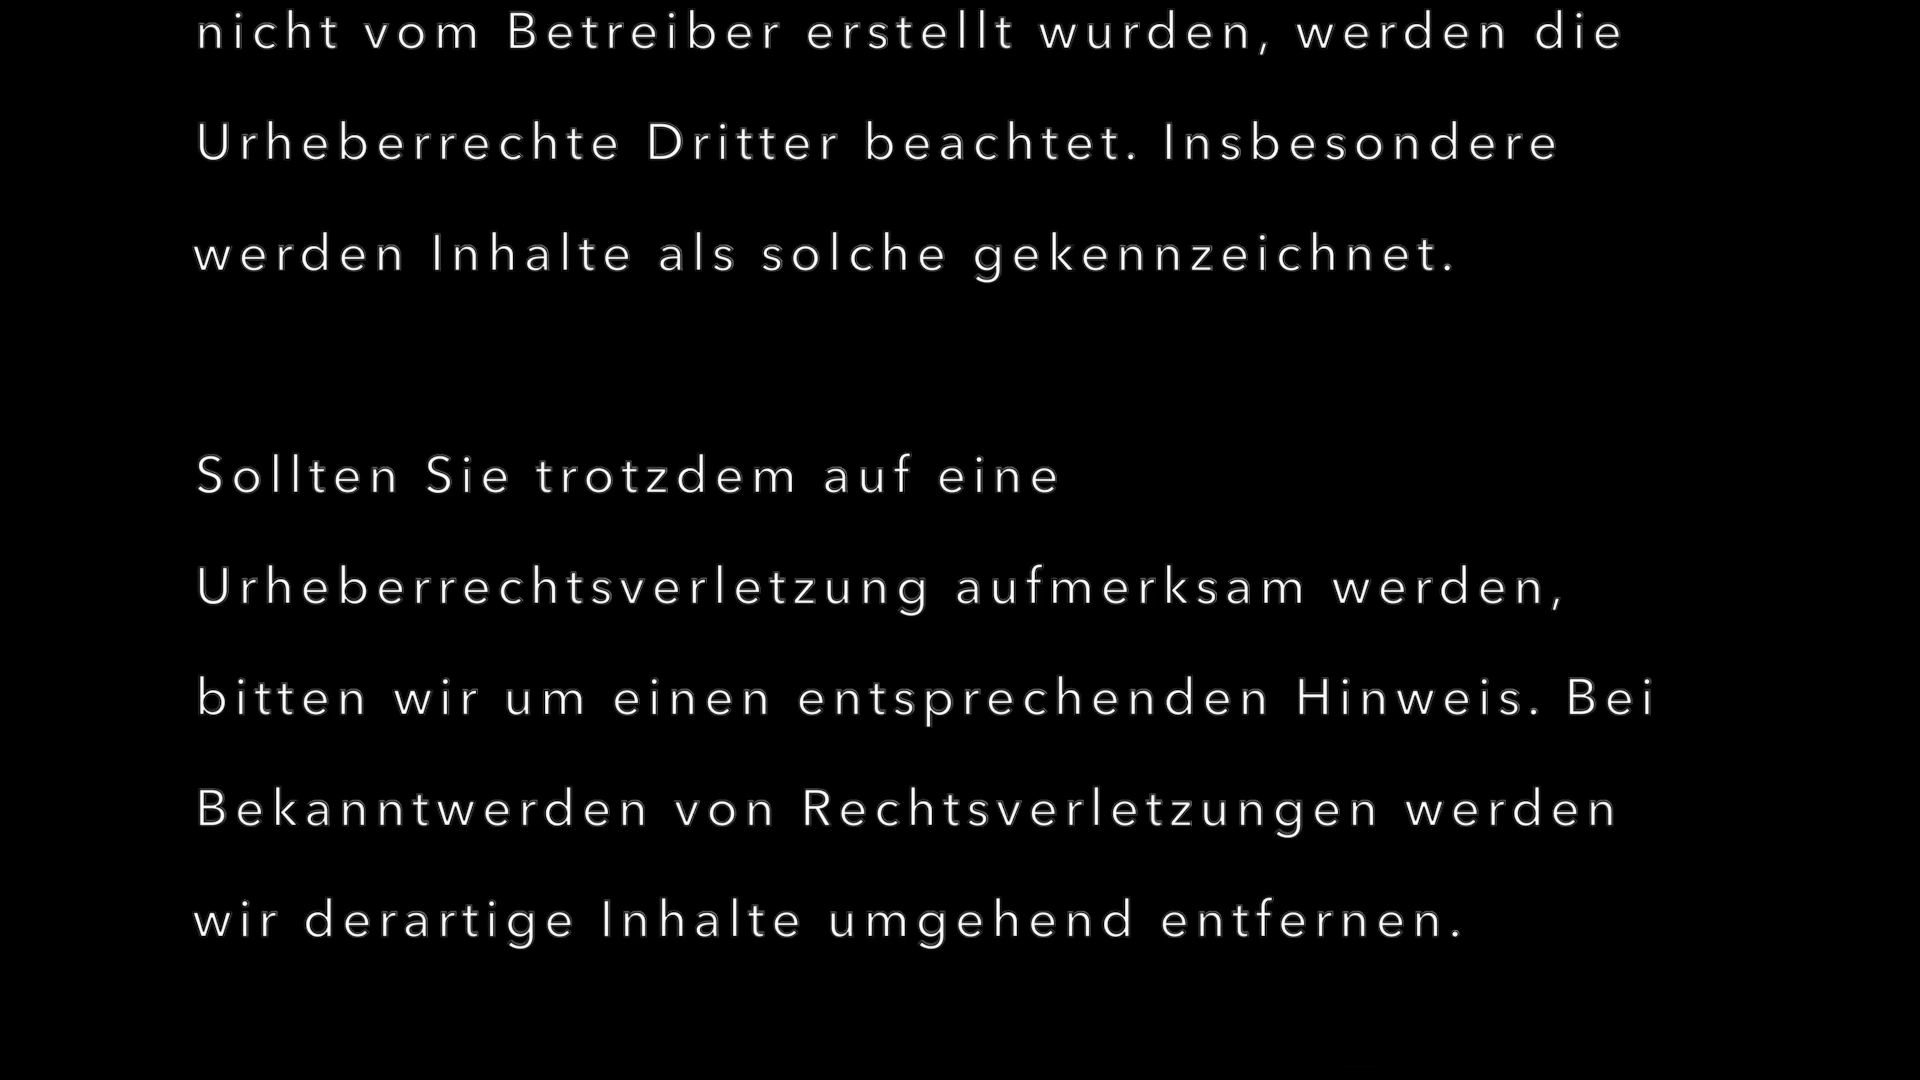 nicht vom Betreiber erstellt wurden, werden die
Urheberrechte Dritter beachtet. Insbesondere
werden Inhalte als solche gekennzeichnet.
Sollten Sie trotzdem auf eine
Urheberrechtsverletzung aufmerksam werden,
bitten wir um einen entsprechenden Hinweis. Bei
Bekanntwerden von Rechtsverletzungen werden
wir derartige Inhalte umgehend entfernen.